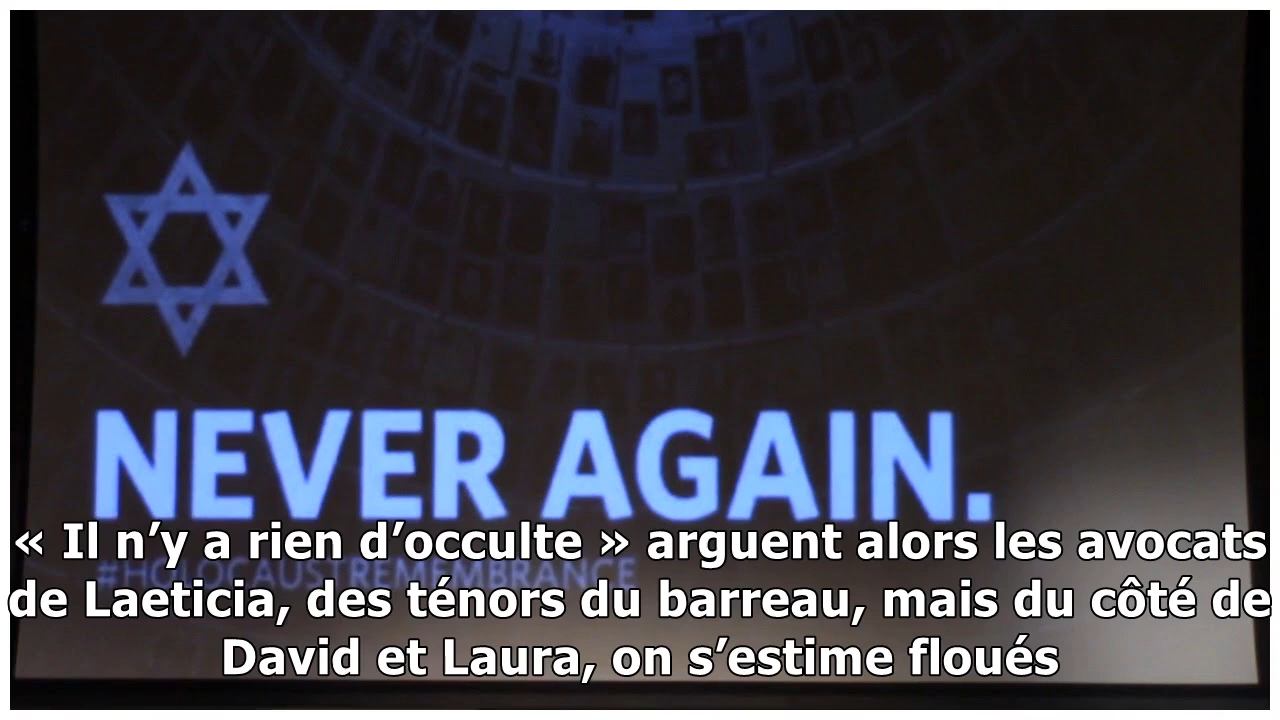 NEVER AGAIN.
#HOLOCAUSTREMEMBRANCE
« Il n’y a rien d’occulte » arguent alors les avocats
de Laeticia, des ténors du barreau, mais du côté de
David et Laura, on s’estime floués